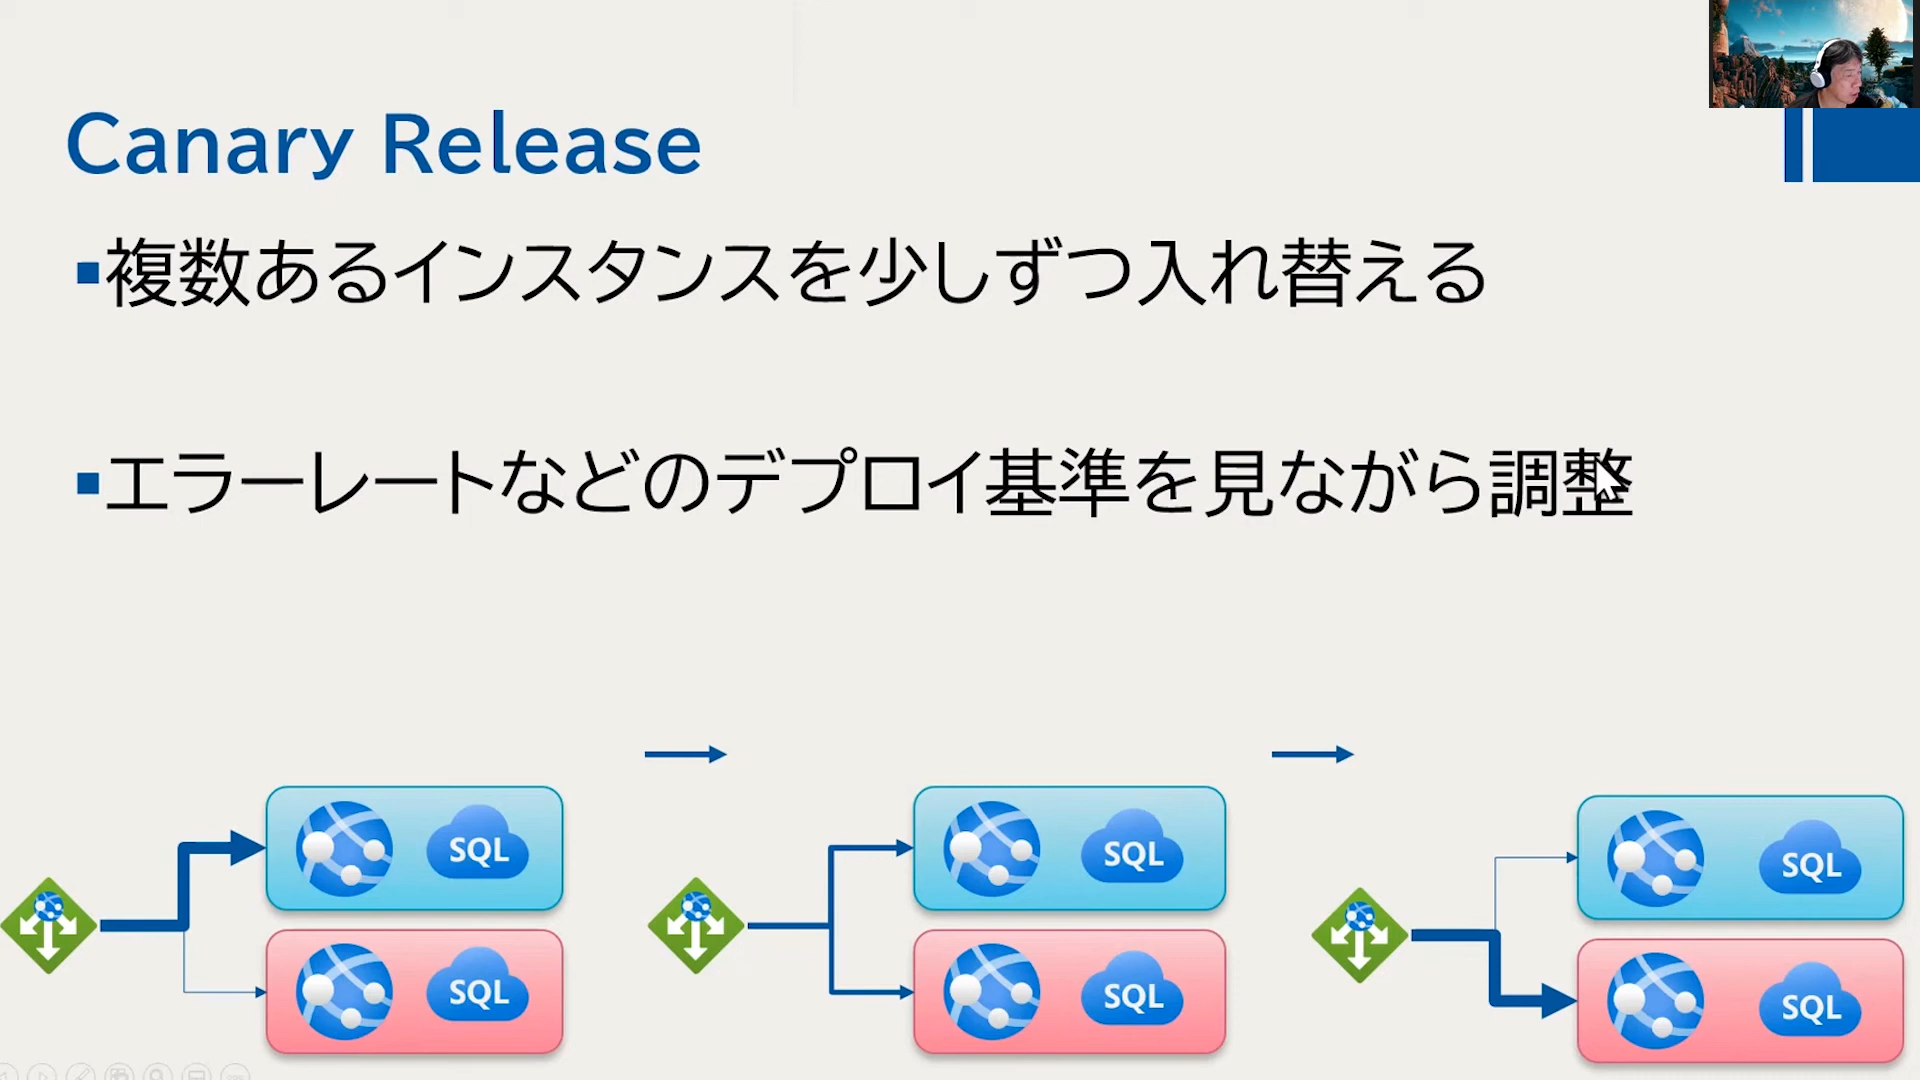 Canary Release
▪複数あるインスタンスを少しずつ入れ替える
▪エラーレートなどのデプロイ基準を見ながら調整
SQL
SQL
SQL
SQL
SQL
SQL